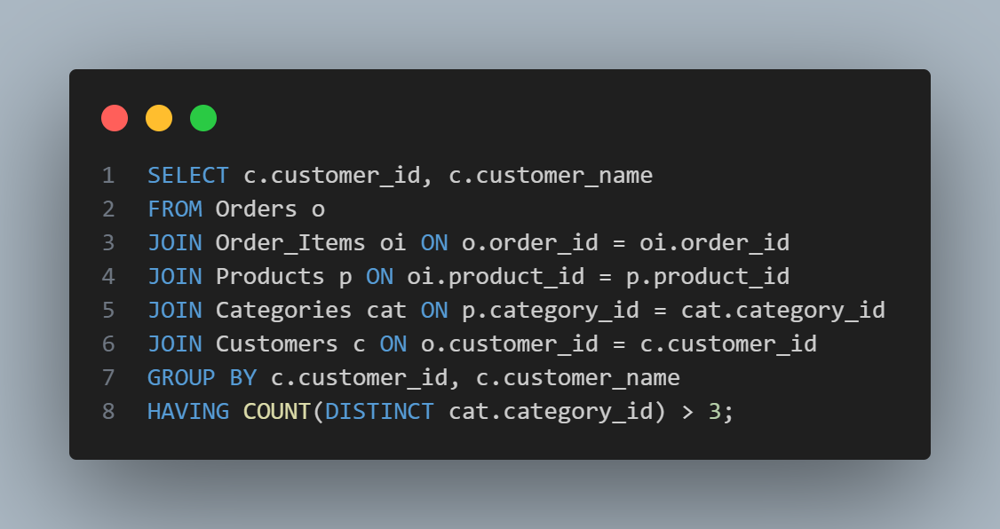 1 SELECT c.customer_id, c.customer_name
2 FROM Orders o
3 JOIN Order_Items oi ON o.order_id = oi.order_id
4 JOIN Products p ON oi.product_id = p.product_id
5 JOIN Categories cat ON p.category_id = cat.category_id
6 JOIN Customers c ON o.customer_id = c.customer_id
7 GROUP BY c.customer_id, c.customer_name
8 HAVING COUNT(DISTINCT cat.category_id) > 3;